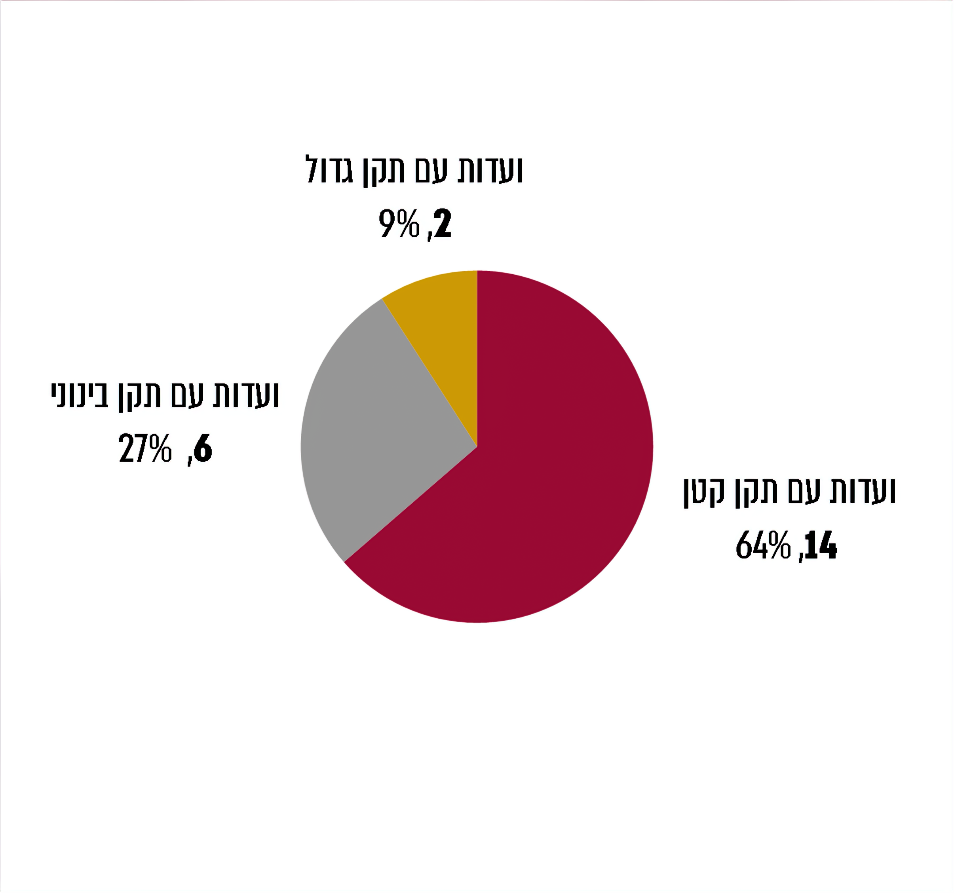 ועדות עם תקן גדול
2, 9%
ועדות עם תקן בינוני
6, 27%
ועדות עם תקן קטן
14, 64%